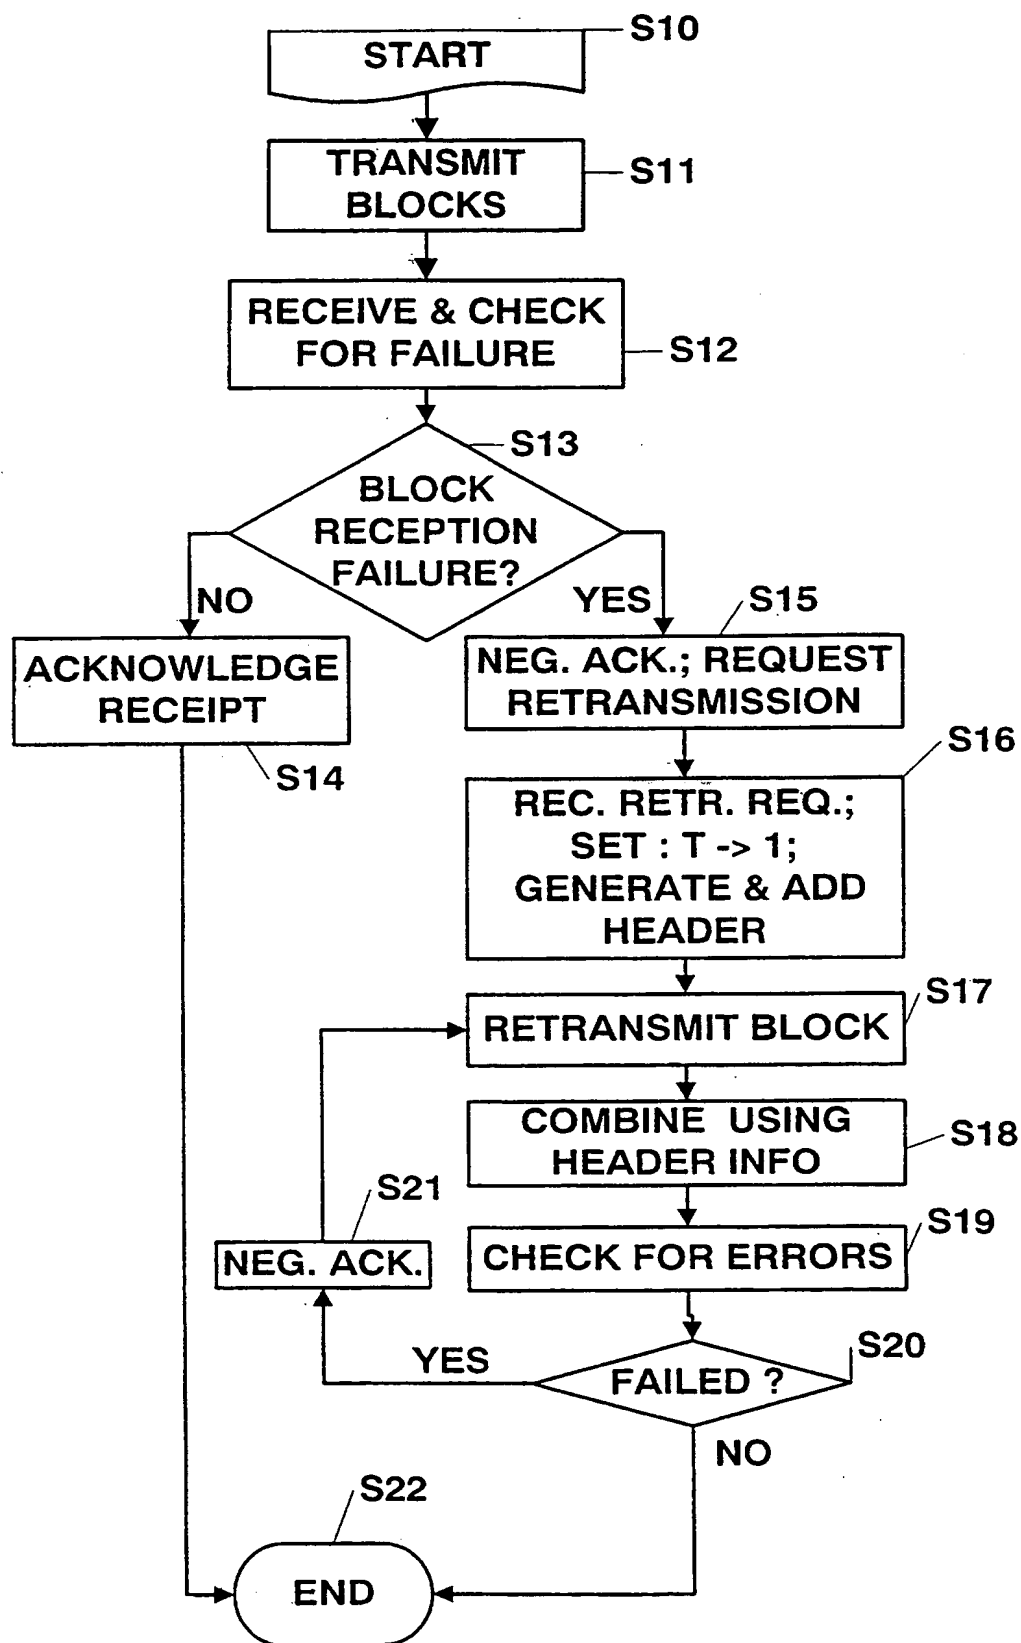 START
S10
TRANSMIT
BLOCKS
S11
RECEIVE & CHECK
FOR FAILURE
S12
S13
BLOCK
RECEPTION
FAILURE?
NO
YES
S15
ACKNOWLEDGE
RECEIPT
S14
NEG. ACK.; REQUEST
RETRANSMISSION
S16
REC. RETR. REQ.;
SET : T -> 1;
GENERATE & ADD
HEADER
S17
RETRANSMIT BLOCK
COMBINE USING
HEADER INFO
S18
S21
NEG. ACK.
S19
CHECK FOR ERRORS
S20
YES
FAILED ?
NO
S22
END